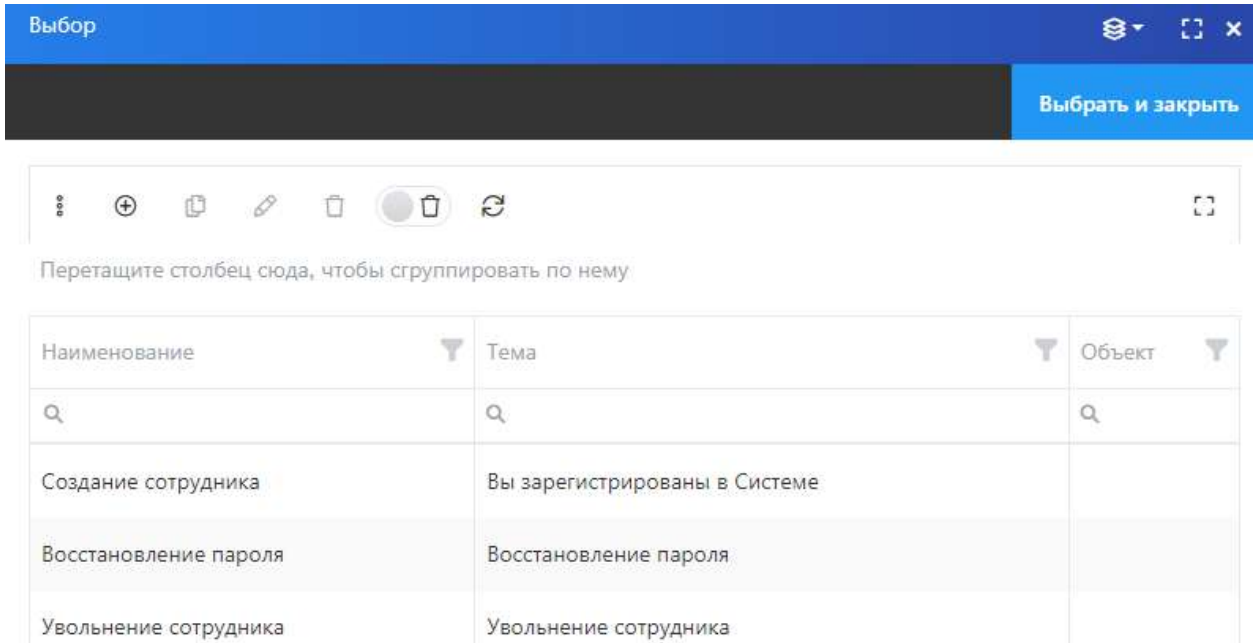 Выбор
Выбрать и закрыть
Перетащите столбец сюда, чтобы сгруппировать по нему
Наименование Тема Объект
Создание сотрудника Вы зарегистрированы в Системе
Восстановление пароля Восстановление пароля
Увольнение сотрудника Увольнение сотрудника